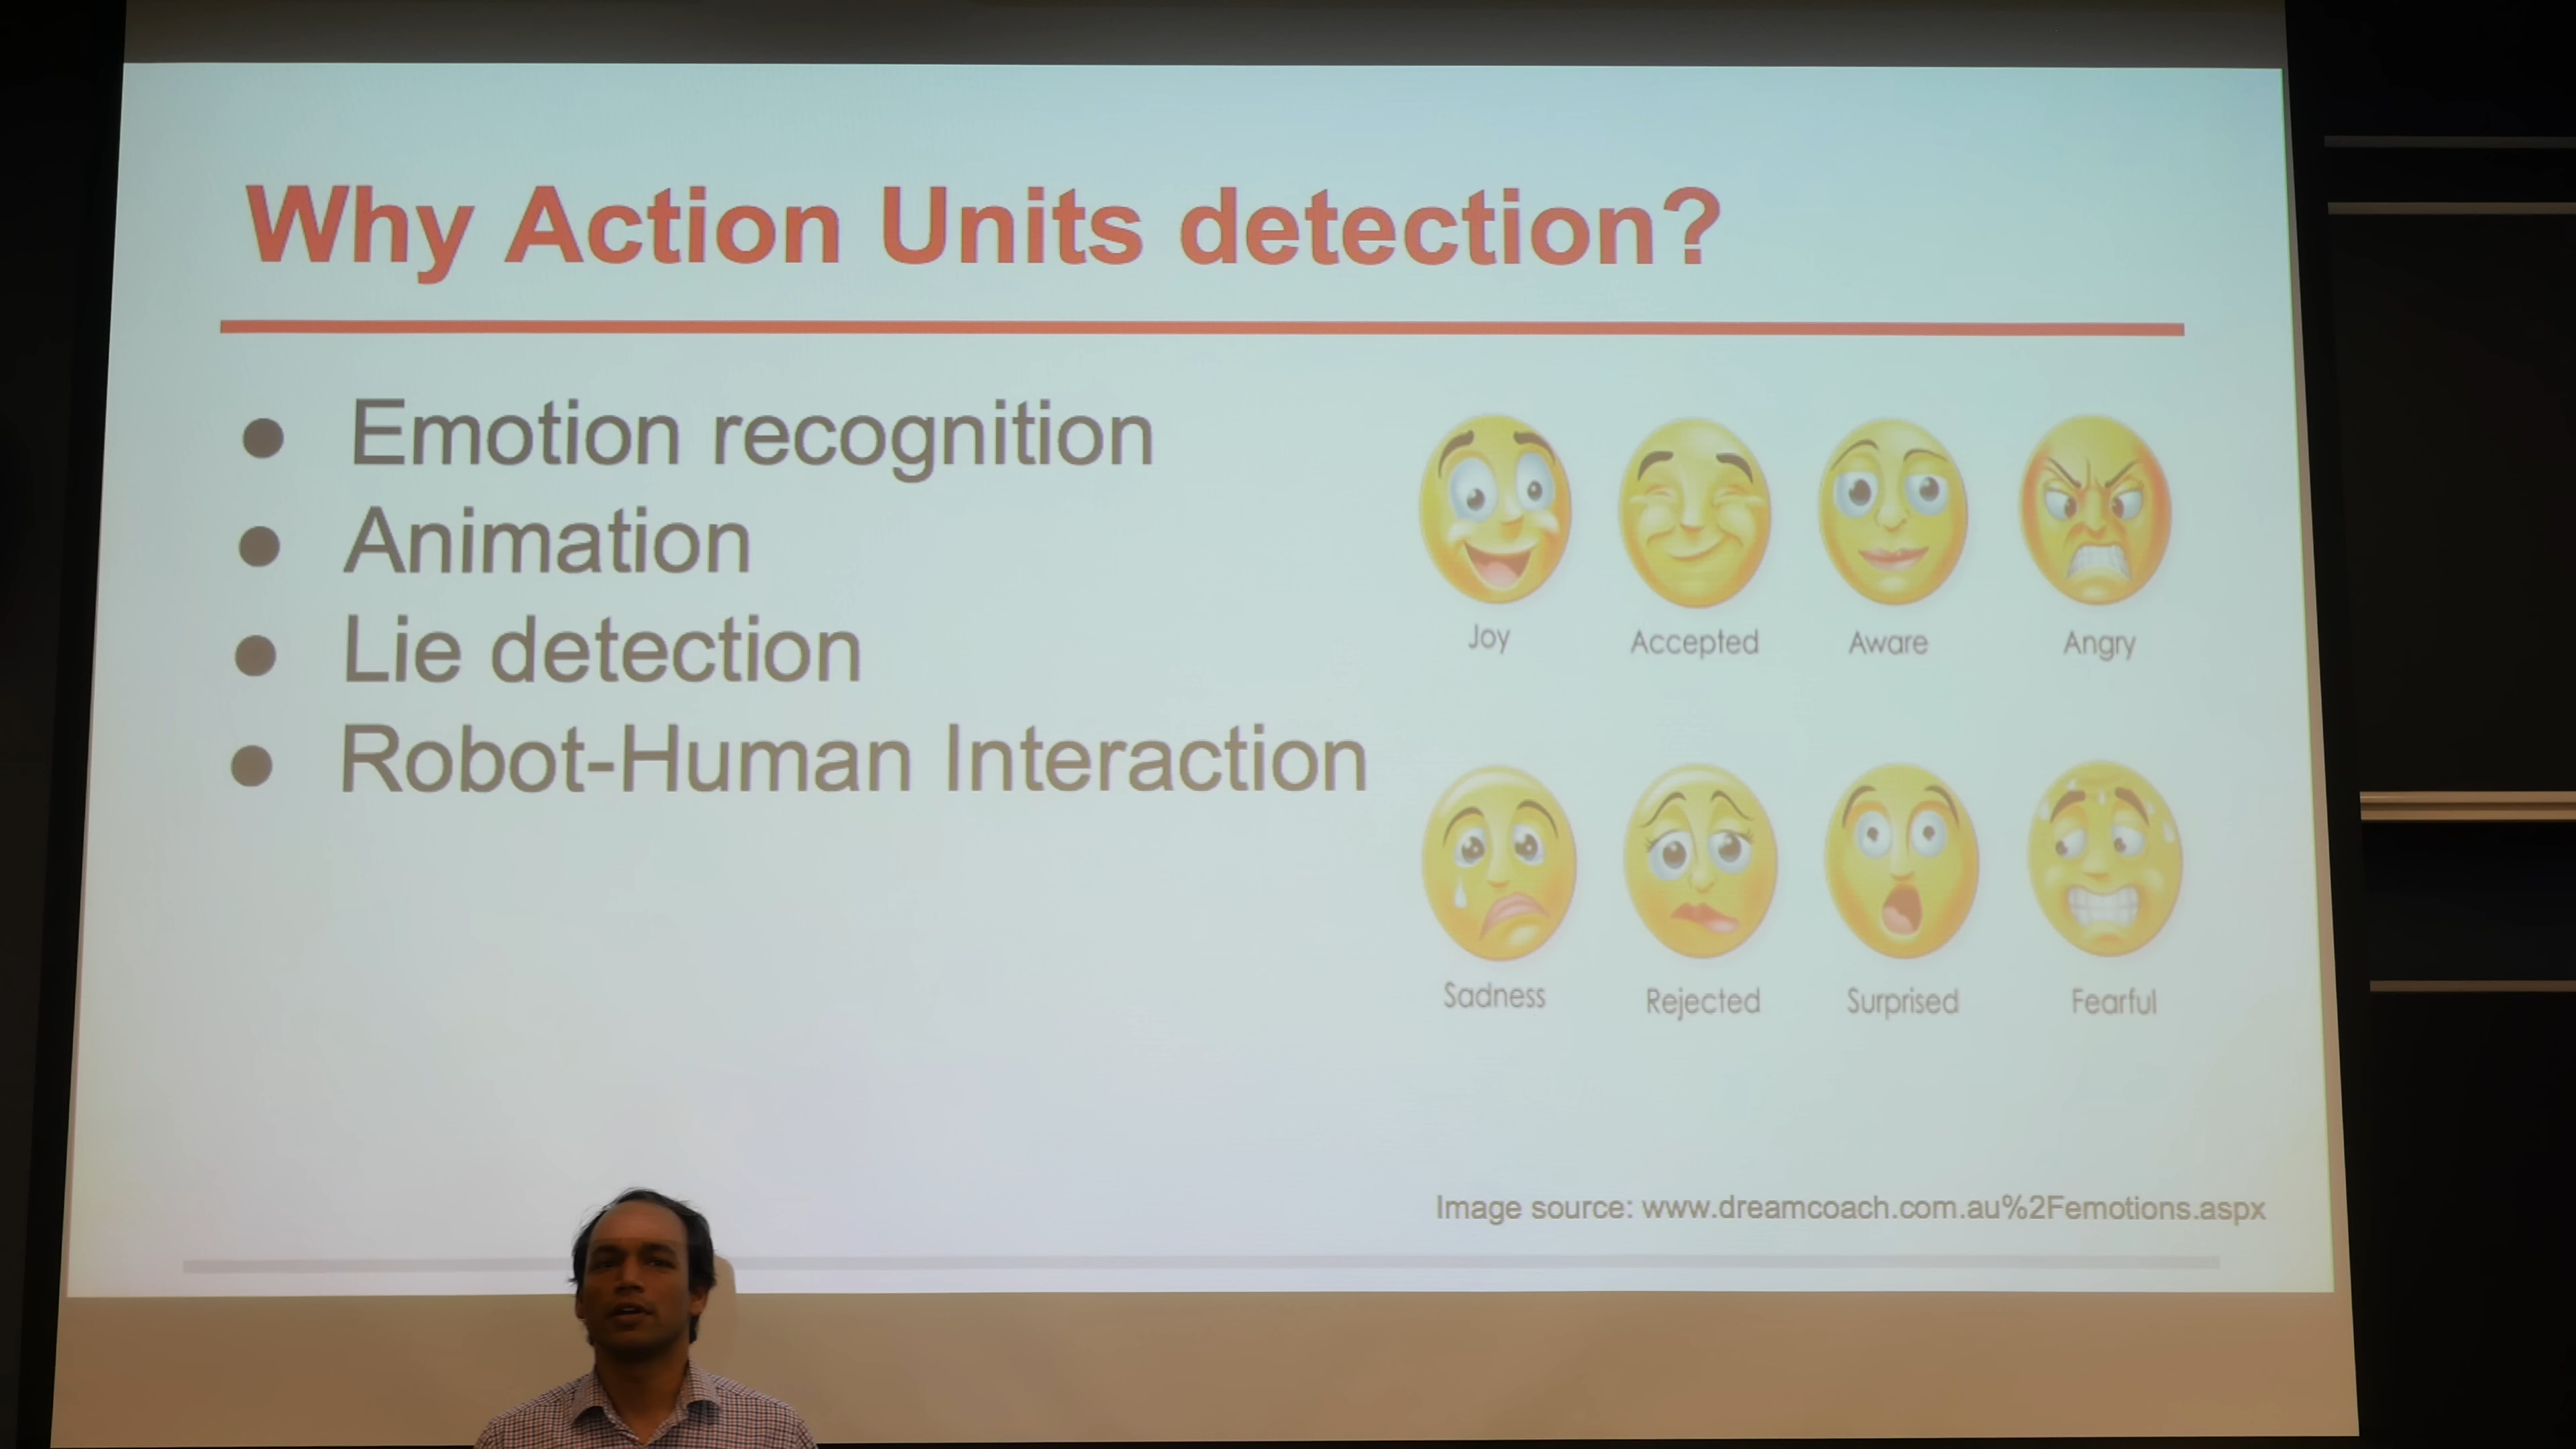 Why Action Units detection?
● Emotion recognition
● Animation
● Lie detection
● Robot-Human Interaction
Joy Accepted Aware Angry
Sadness Rejected Surprised Fearful
Image source: www.dreamcoach.com.au%2Femotions.aspx